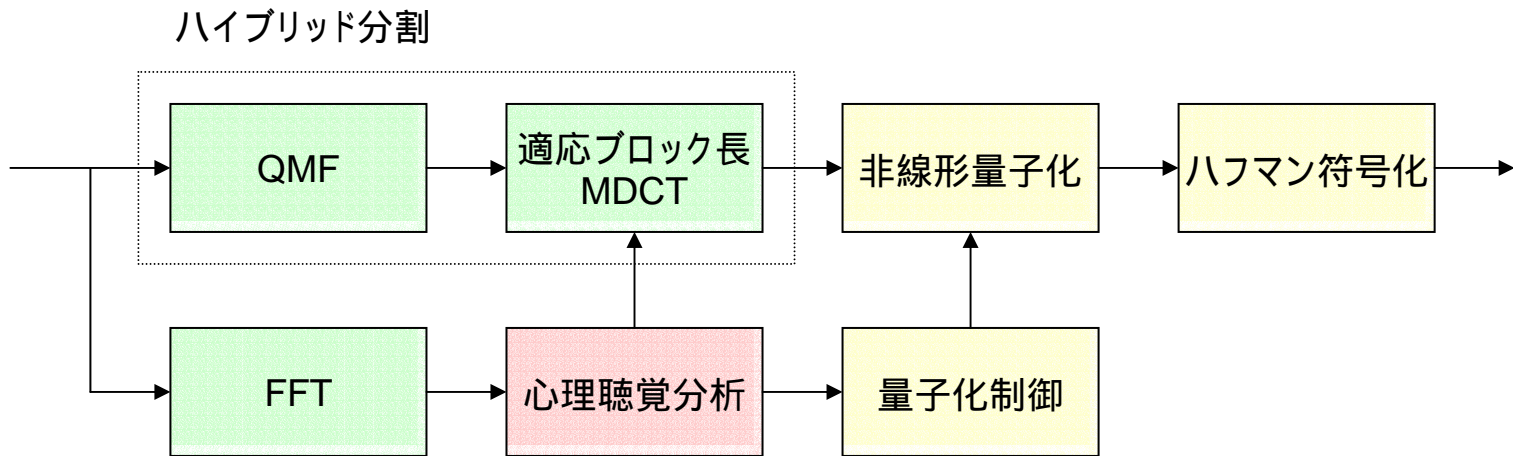 ハイブリッド分割
QMF
適応ブロック長
MDCT
非線形量子化
ハフマン符号化
FFT
心理聴覚分析
量子化制御